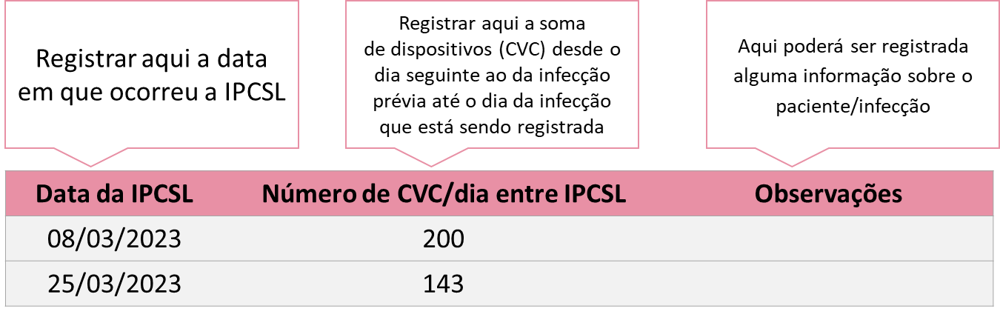 Registrar aqui a data
em que ocorreu a IPCSL
Registrar aqui a soma
de dispositivos (CVC) desde o
dia seguinte ao da infecção
prévia até o dia da infecção
que está sendo registrada
Aqui poderá ser registrada
alguma informação sobre o
paciente/infecção
Data da IPCSL Número de CVC/dia entre IPCSL Observações
08/03/2023 200
25/03/2023 143